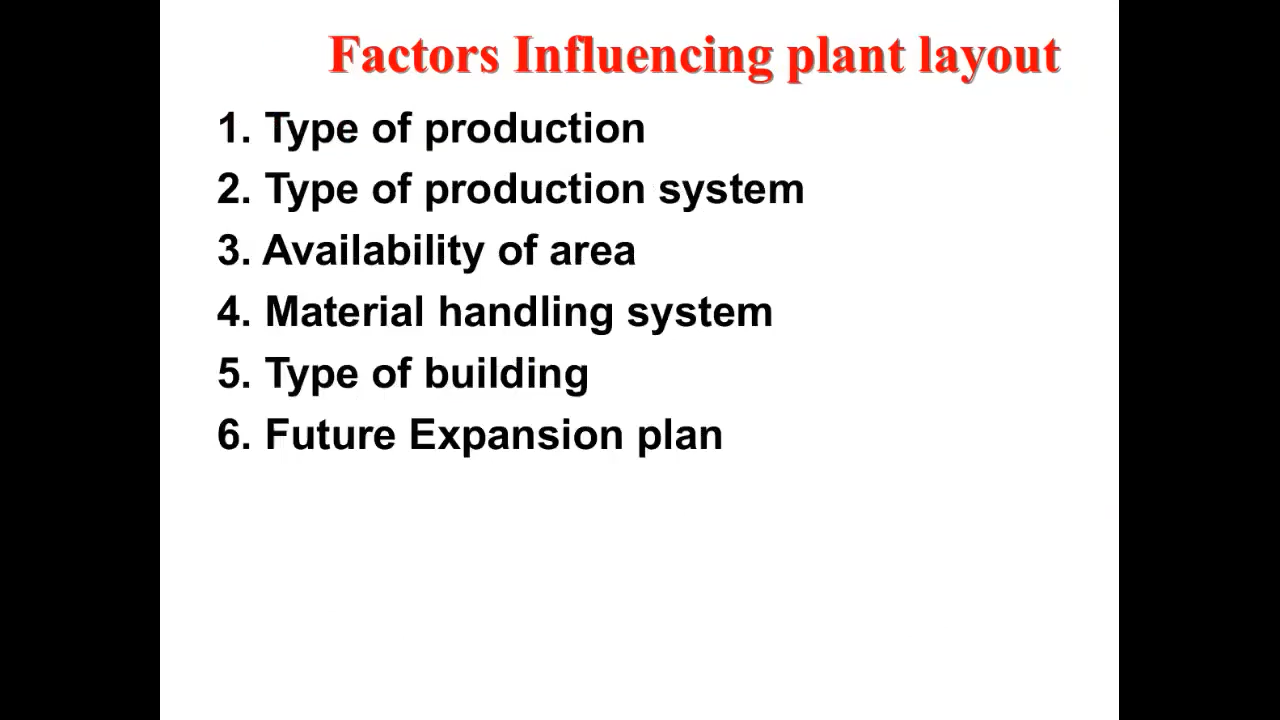 Factors Influencing plant layout
1. Type of production
2. Type of production system
3. Availability of area
4. Material handling system
5. Type of building
6. Future Expansion plan